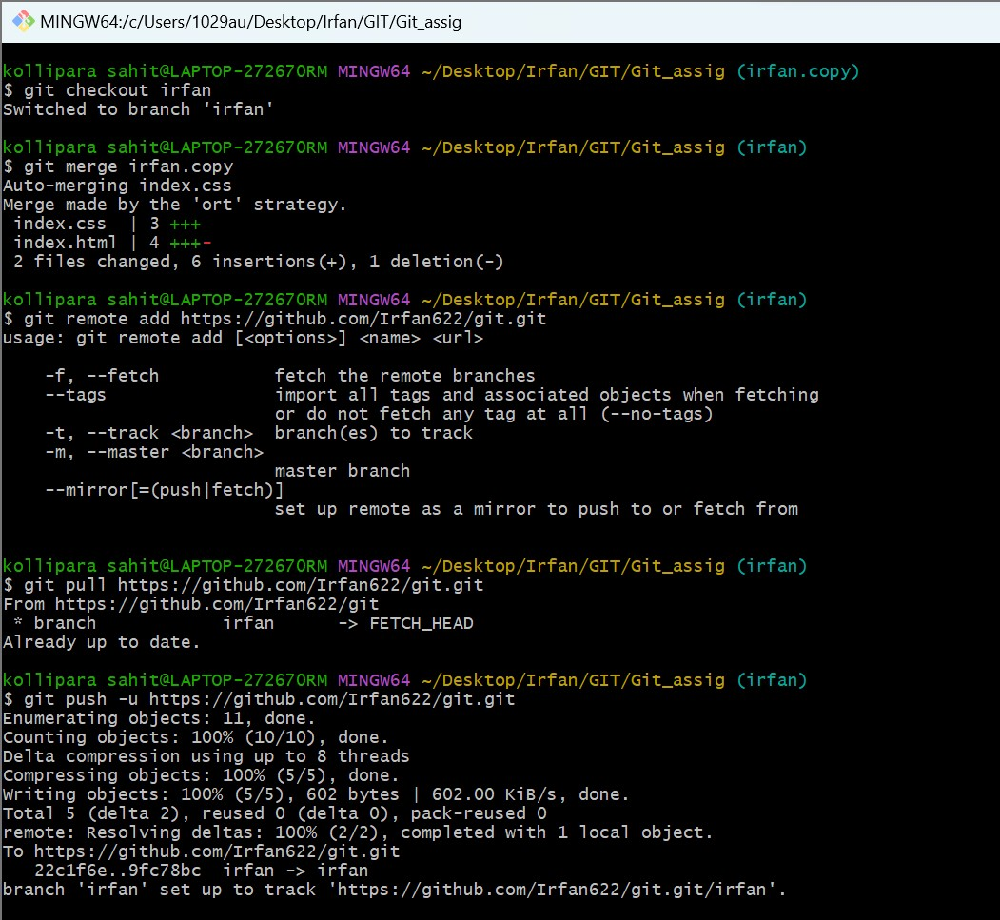 MINGW64:/c/Users/1029au/Desktop/Irfan/GIT/Git_assig
kollipara sahit@LAPTOP-27267ORM MINGW64 ~/Desktop/Irfan/GIT/Git_assig (irfan.copy)
$ git checkout irfan
Switched to branch 'irfan'
kollipara sahit@LAPTOP-27267ORM MINGW64 ~/Desktop/Irfan/GIT/Git_assig (irfan)
$ git merge irfan.copy
Auto-merging index.css
Merge made by the 'ort' strategy.
 index.css  | 3 +++
 index.html | 4 +++-
 2 files changed, 6 insertions(+), 1 deletion(-)
kollipara sahit@LAPTOP-27267ORM MINGW64 ~/Desktop/Irfan/GIT/Git_assig (irfan)
$ git remote add https://github.com/Irfan622/git.git
usage: git remote add [<options>] <name> <url>
    -f, --fetch           fetch the remote branches
    --tags                import all tags and associated objects when fetching
                          or do not fetch any tag at all (--no-tags)
    -t, --track <branch>  branch(es) to track
    -m, --master <branch>
                          master branch
    --mirror[=(push|fetch)]
                          set up remote as a mirror to push to or fetch from
kollipara sahit@LAPTOP-27267ORM MINGW64 ~/Desktop/Irfan/GIT/Git_assig (irfan)
$ git pull https://github.com/Irfan622/git.git
From https://github.com/Irfan622/git
 * branch            irfan      -> FETCH_HEAD
Already up to date.
kollipara sahit@LAPTOP-27267ORM MINGW64 ~/Desktop/Irfan/GIT/Git_assig (irfan)
$ git push -u https://github.com/Irfan622/git.git
Enumerating objects: 11, done.
Counting objects: 100% (10/10), done.
Delta compression using up to 8 threads
Compressing objects: 100% (5/5), done.
Writing objects: 100% (5/5), 602 bytes | 602.00 KiB/s, done.
Total 5 (delta 2), reused 0 (delta 0), pack-reused 0
remote: Resolving deltas: 100% (2/2), completed with 1 local object.
To https://github.com/Irfan622/git.git
   22c1f6e..9fc78bc  irfan -> irfan
branch 'irfan' set up to track 'https://github.com/Irfan622/git.git/irfan'.